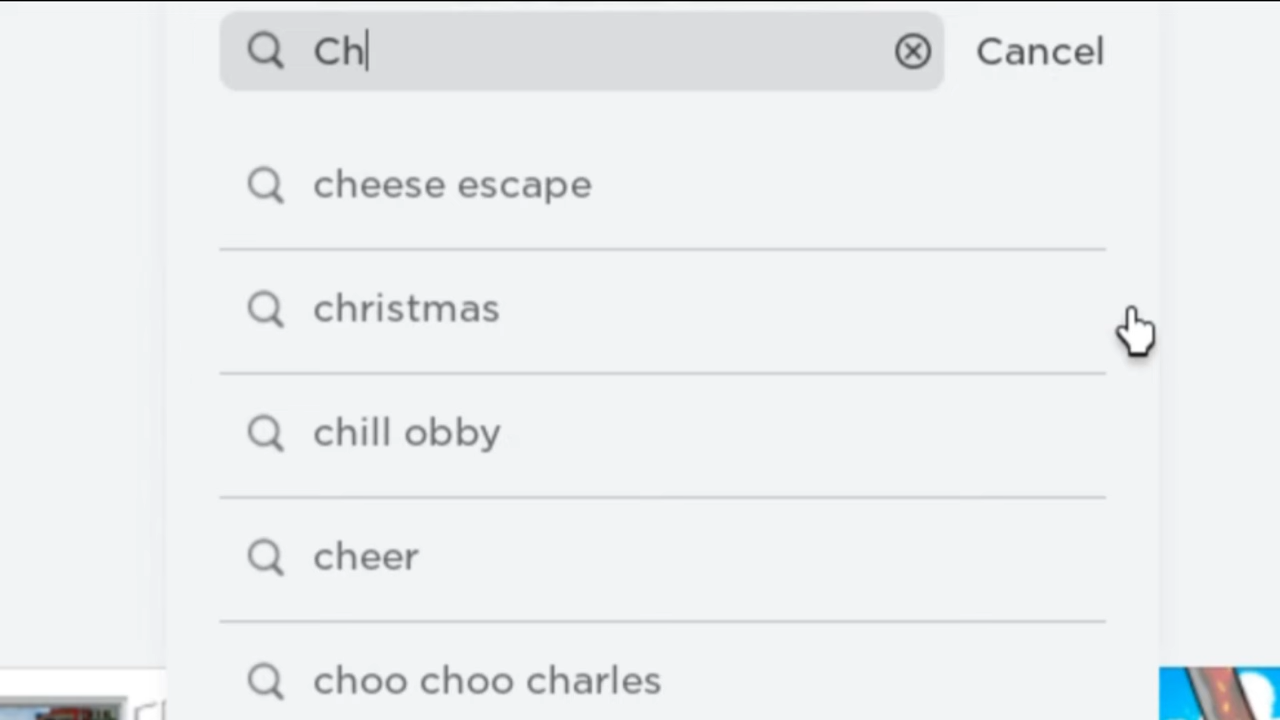 Ch
Cancel
cheese escape
christmas
chill obby
cheer
choo choo charles